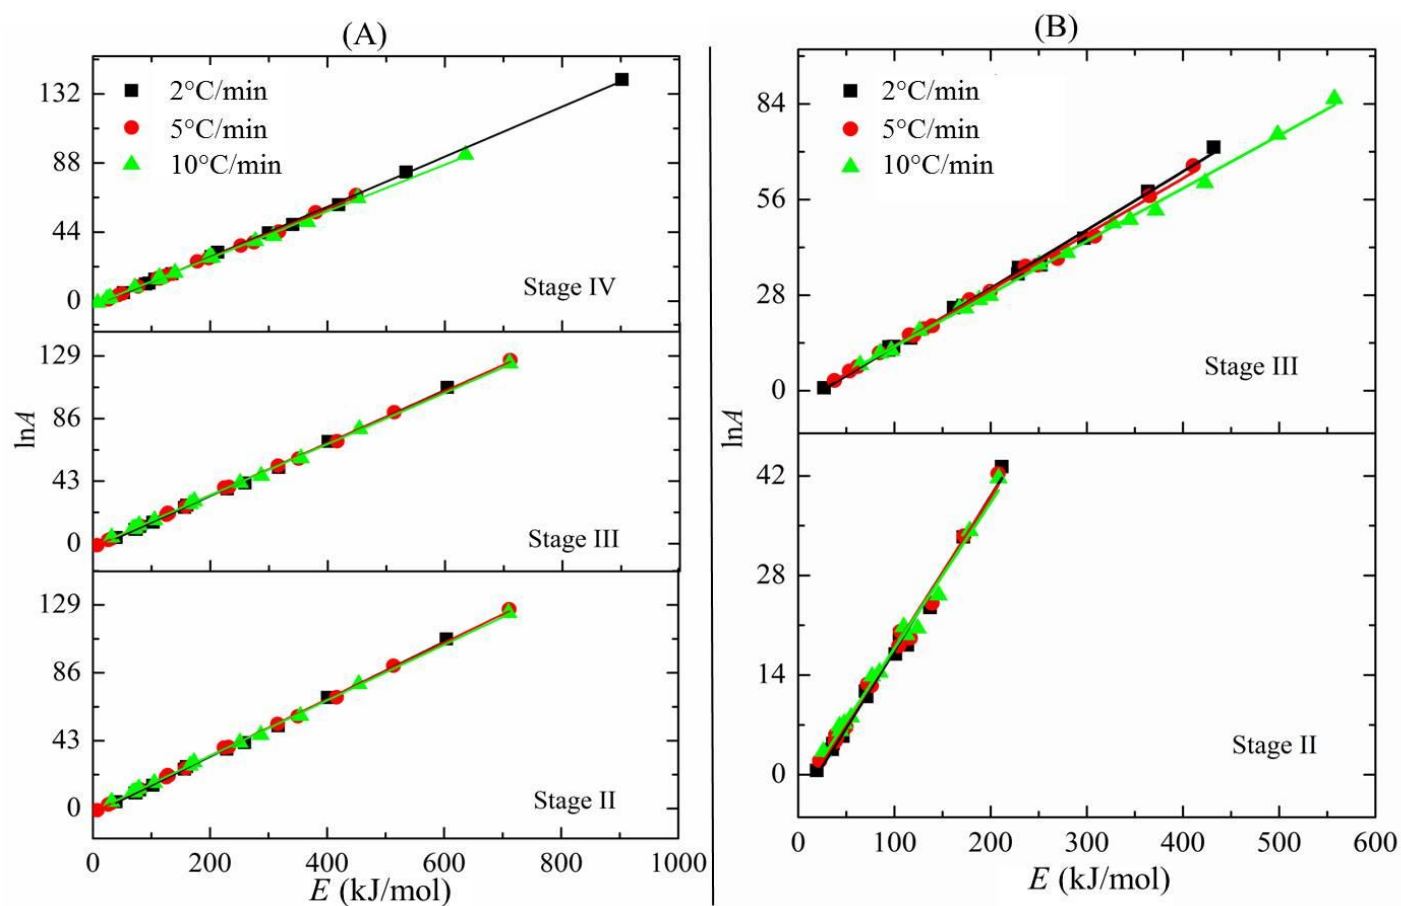 (A)
132
88
44
0
2°C/min
5°C/min
10°C/min
Stage IV
129
86
43
0
Stage III
129
86
43
0
Stage II
lnA
0 200 400 600 800 1000
E (kJ/mol)
(B)
84
56
28
0
2°C/min
5°C/min
10°C/min
Stage III
42
28
14
0
Stage II
lnA
0 100 200 300 400 500 600
E (kJ/mol)